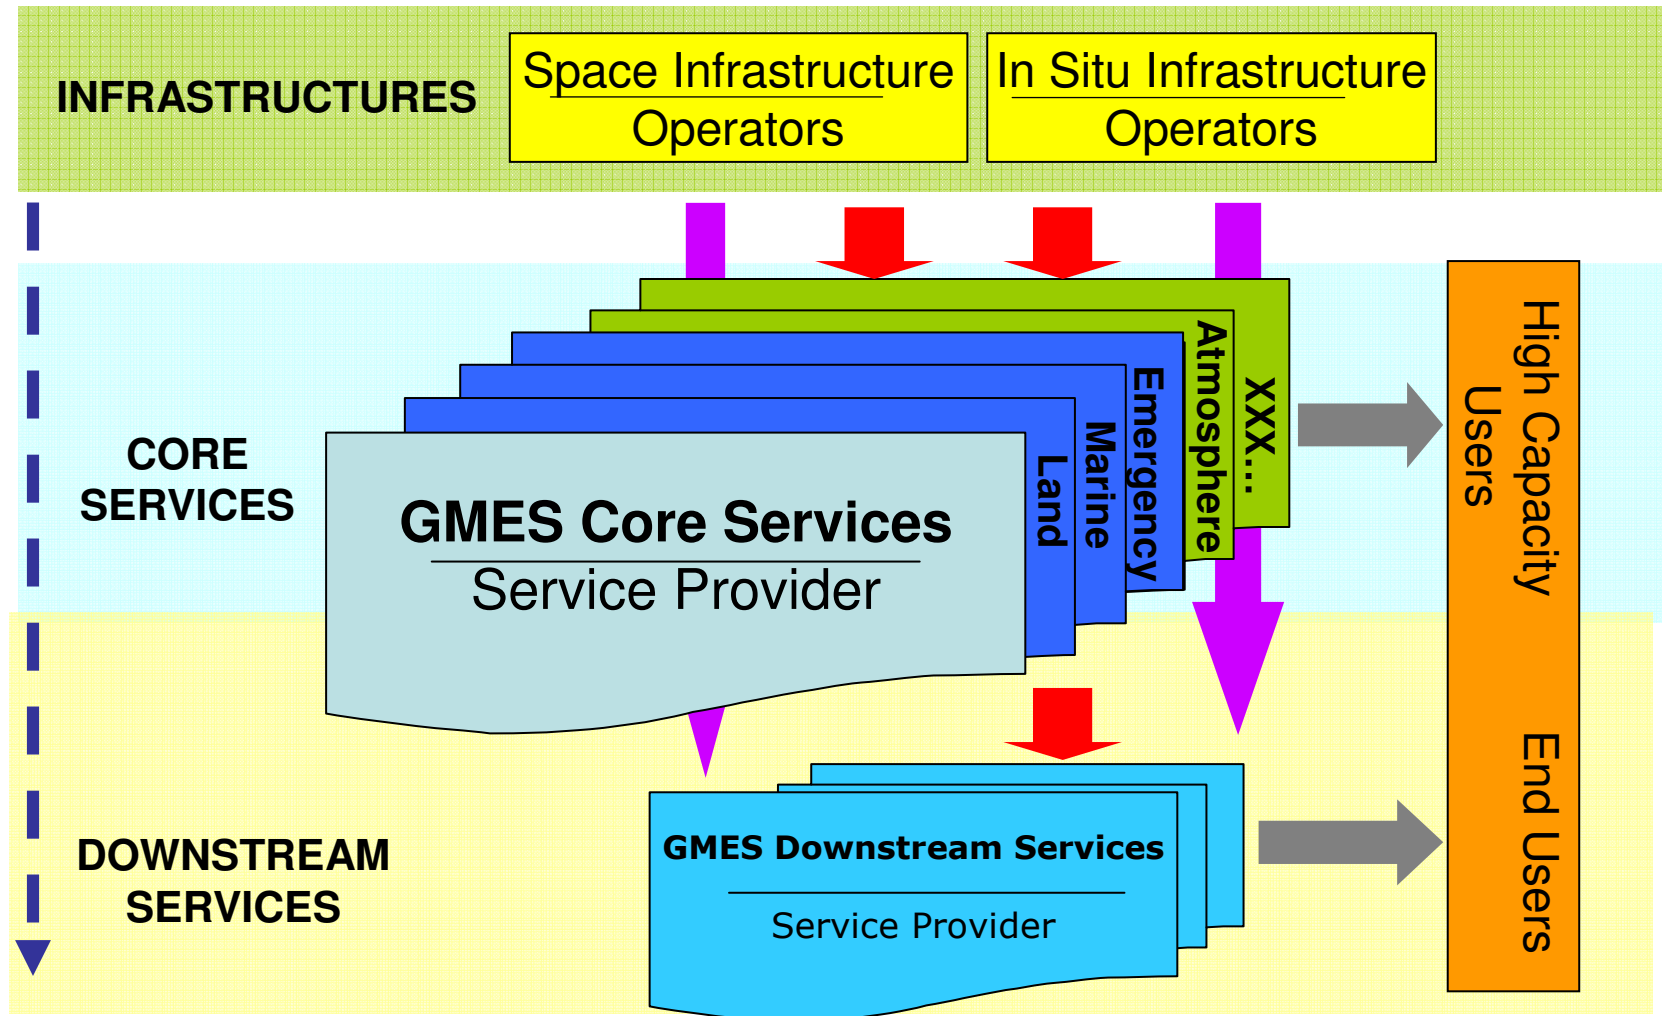 INFRASTRUCTURES
Space Infrastructure
Operators
In Situ Infrastructure
Operators
CORE
SERVICES
GMES Core Services
Service Provider
Land
Marine
Emergency
Atmosphere
XXX...
High Capacity
Users
DOWNSTREAM
SERVICES
GMES Downstream Services
Service Provider
End Users